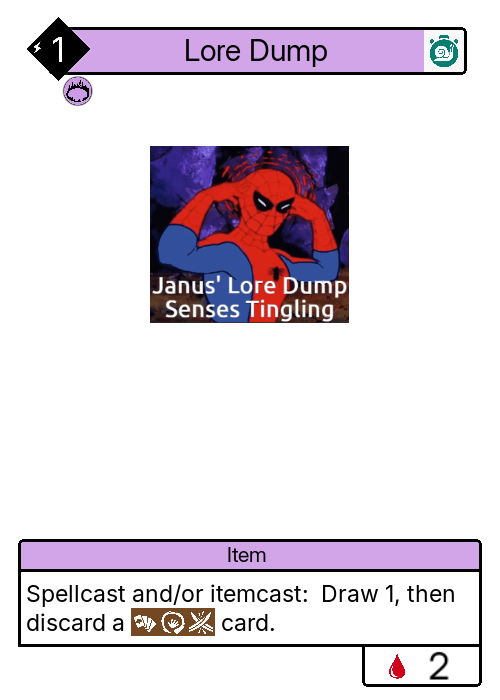 1
Lore Dump
Janus' Lore Dump
Senses Tingling
Item
Spellcast and/or itemcast:  Draw 1, then
discard a card.
2